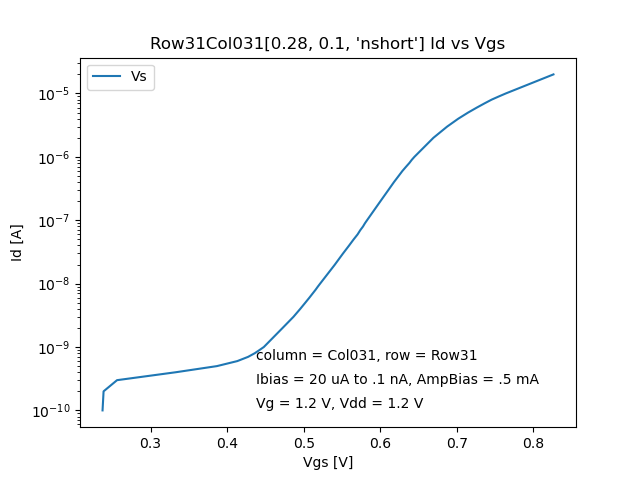 Row31Col031[0.28, 0.1, 'nshort'] Id vs Vgs
Vs
Id [A]
10⁻⁵
10⁻⁶
10⁻⁷
10⁻⁸
10⁻⁹
10⁻¹⁰
column = Col031, row = Row31
Ibias = 20 uA to .1 nA, AmpBias = .5 mA
Vg = 1.2 V, Vdd = 1.2 V
0.3 0.4 0.5 0.6 0.7 0.8
Vgs [V]